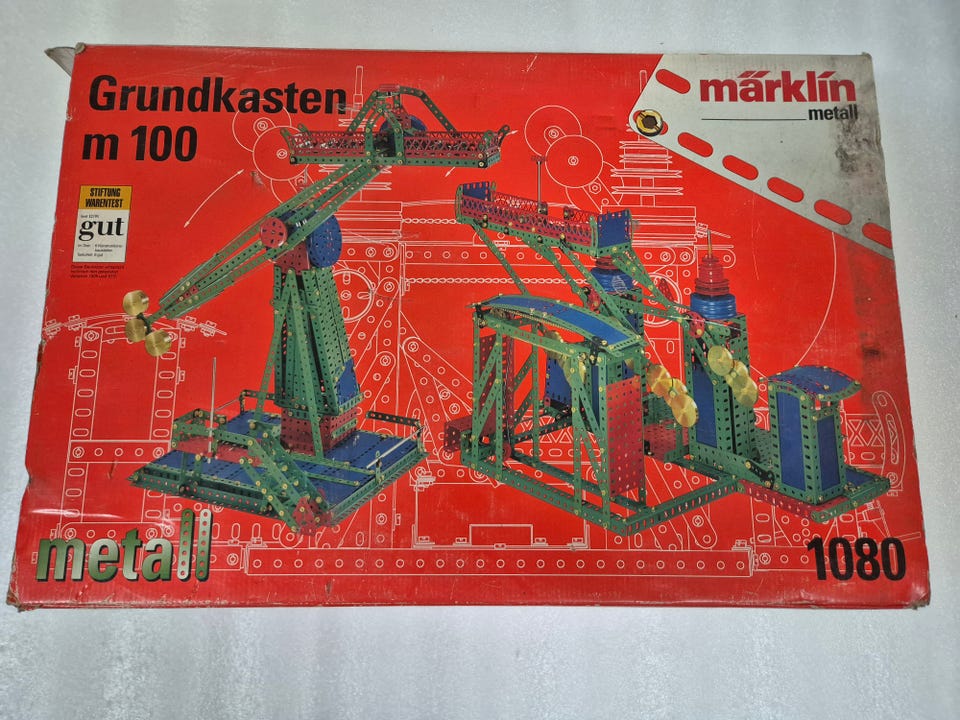 Grundkasten
m 100
märklin
metall
STIFTUNG
WARENTEST
gut
metall
1080